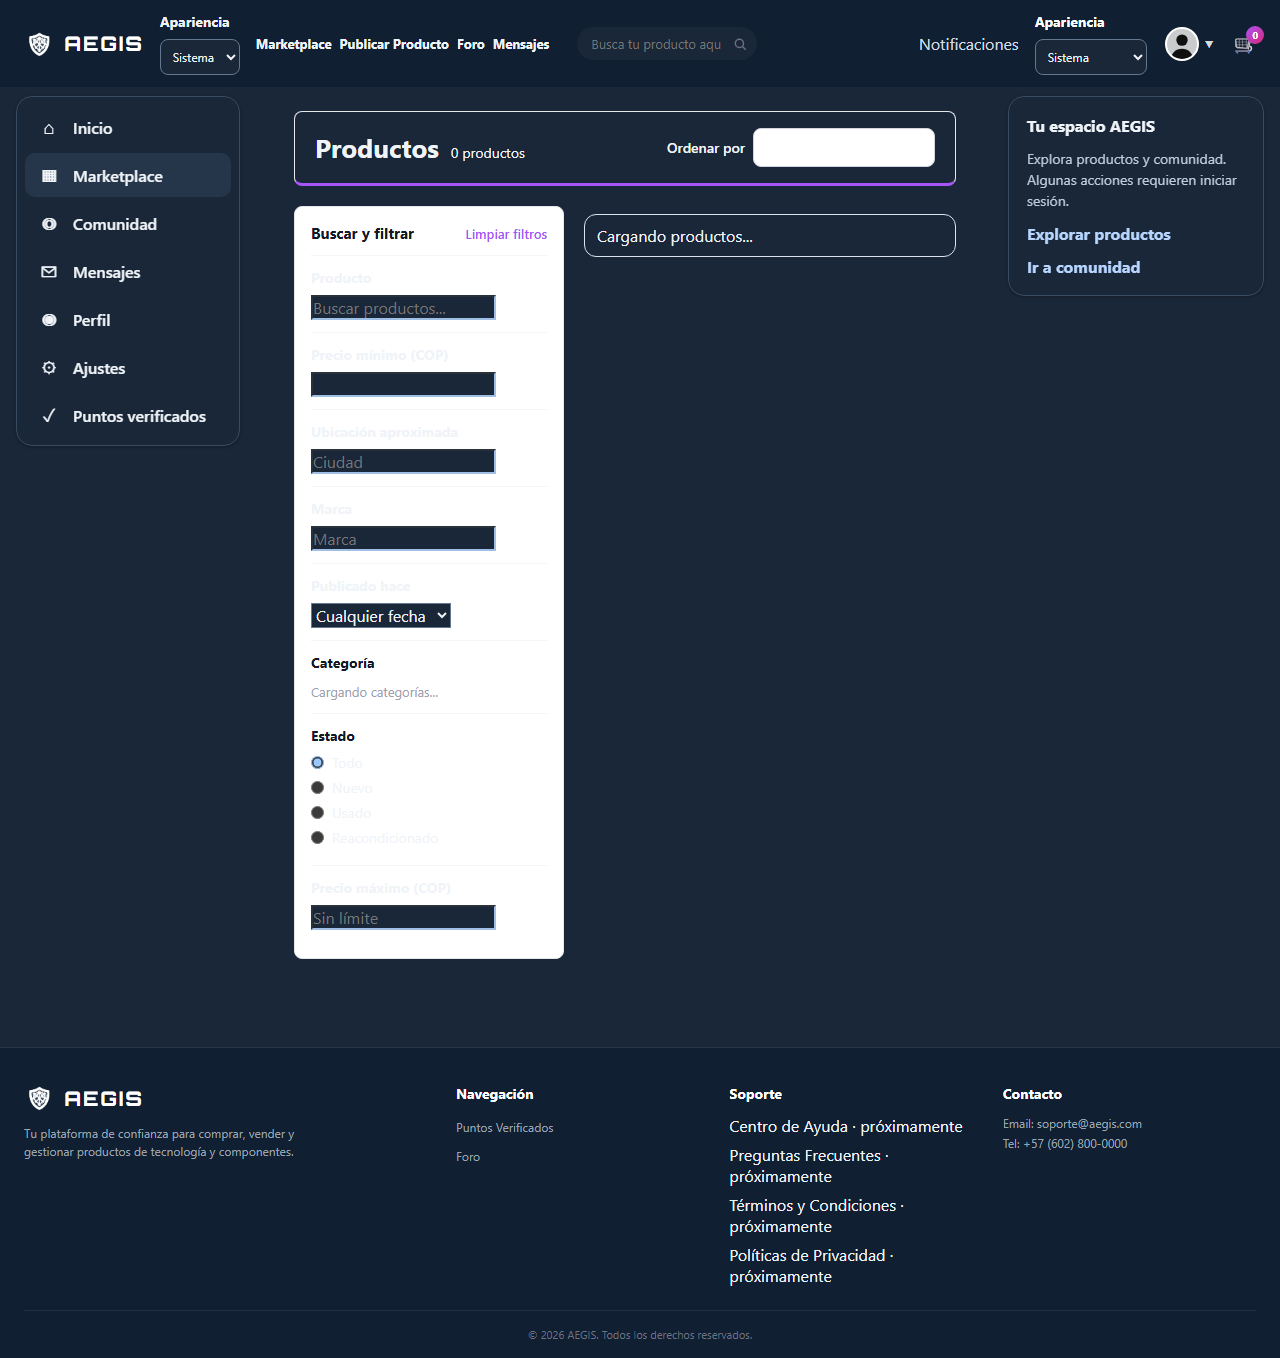 AEGIS
Apariencia
Sistema
Marketplace Publicar Producto Foro Mensajes
Busca tu producto aqu
Notificaciones
Apariencia
Sistema
0
Inicio
Marketplace
Comunidad
Mensajes
Perfil
Ajustes
Puntos verificados
Productos 0 productos
Ordenar por
Buscar y filtrar Limpiar filtros
Producto
Buscar productos...
Precio mínimo (COP)
Ubicación aproximada
Ciudad
Marca
Marca
Publicado hace
Cualquier fecha
Categoría
Cargando categorías...
Estado
Todo
Nuevo
Usado
Reacondicionado
Precio máximo (COP)
Sin límite
Cargando productos...
Tu espacio AEGIS
Explora productos y comunidad.
Algunas acciones requieren iniciar
sesión.
Explorar productos
Ir a comunidad
AEGIS
Tu plataforma de confianza para comprar, vender y
gestionar productos de tecnología y componentes.
Navegación
Puntos Verificados
Foro
Soporte
Centro de Ayuda · próximamente
Preguntas Frecuentes ·
próximamente
Términos y Condiciones ·
próximamente
Políticas de Privacidad ·
próximamente
Contacto
Email: soporte@aegis.com
Tel: +57 (602) 800-0000
© 2026 AEGIS. Todos los derechos reservados.